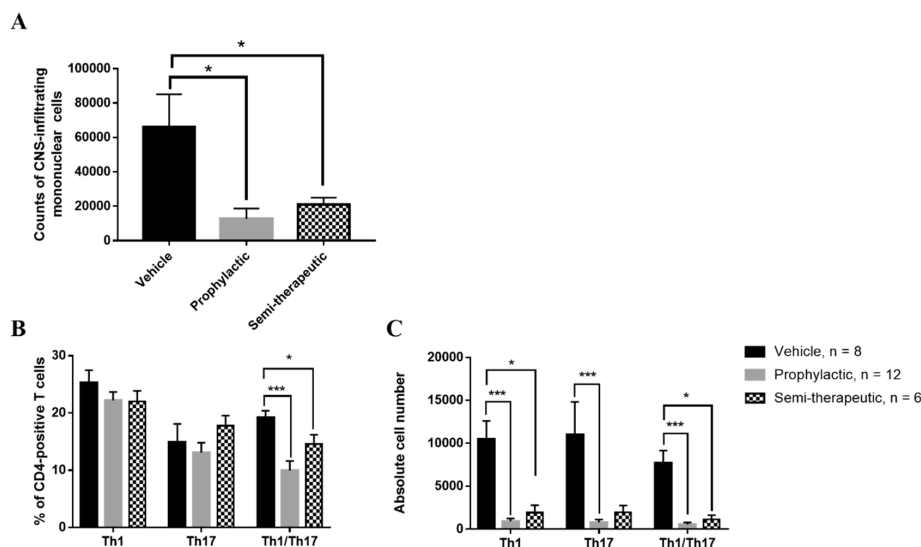 A
Counts of CNS-infiltrating
mononuclear cells
100000
80000
60000
40000
20000
0
*
*
Vehicle
Prophylactic
Semi-therapeutic
B
% of CD4-positive T cells
30
20
10
0
*
***
Th1
Th17
Th1/Th17
C
Absolute cell number
20000
15000
10000
5000
0
*
***
***
*
***
Th1
Th17
Th1/Th17
Vehicle, n = 8
Prophylactic, n = 12
Semi-therapeutic, n = 6